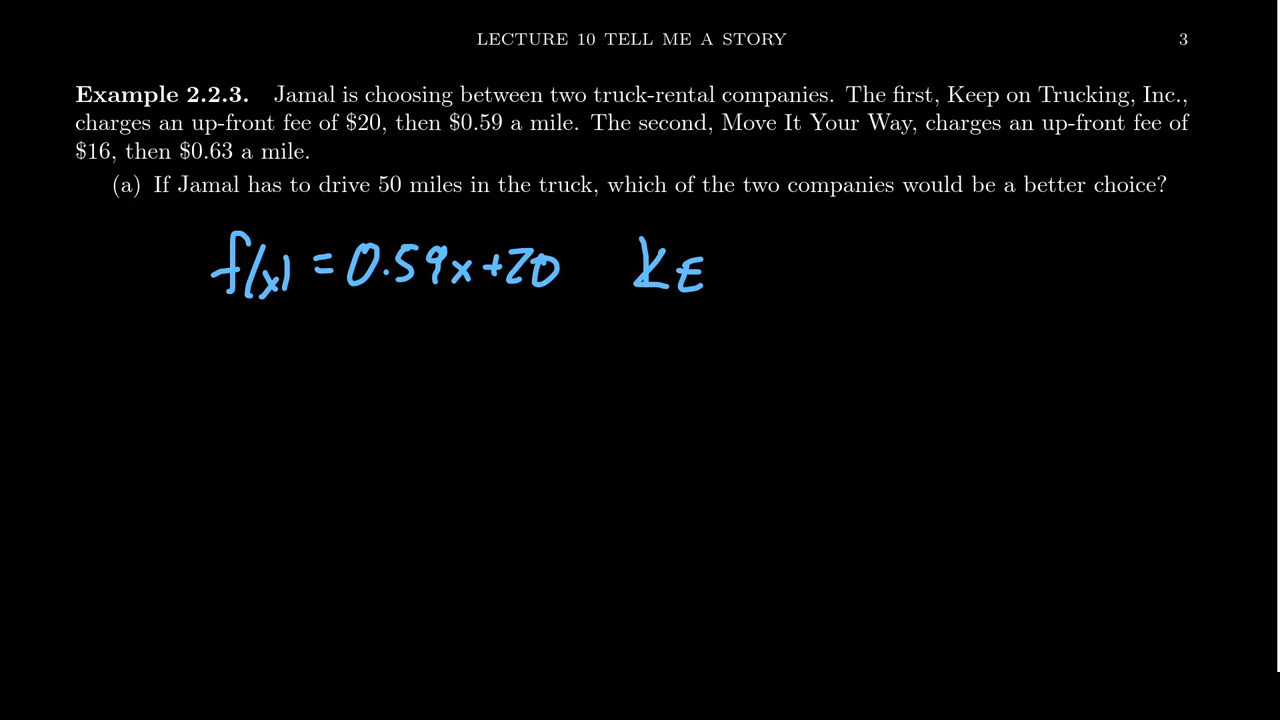 LECTURE 10 TELL ME A STORY 3
Example 2.2.3. Jamal is choosing between two truck-rental companies. The first, Keep on Trucking, Inc.,
charges an up-front fee of $20, then $0.59 a mile. The second, Move It Your Way, charges an up-front fee of
$16, then $0.63 a mile.
(a) If Jamal has to drive 50 miles in the truck, which of the two companies would be a better choice?
f(x) = 0.59x+20 KE